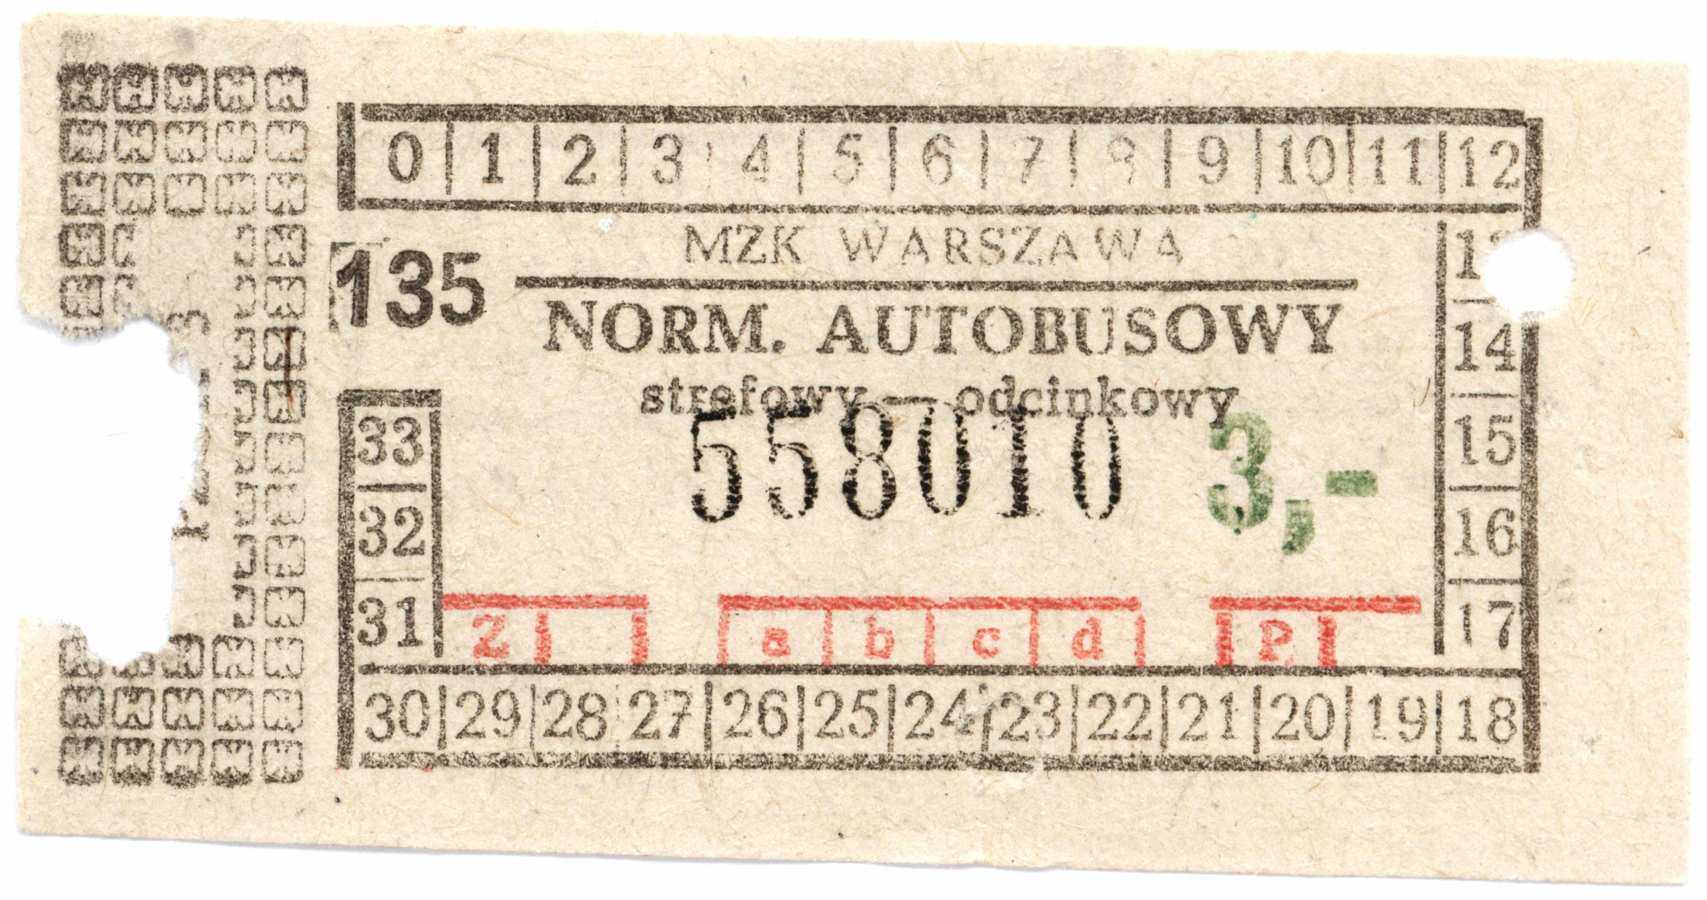 0 1 2 3 4 5 6 7 8 9 10 11 12
MZK WARSZAWA
135
NORM. AUTOBUSOWY
strefowy — odcinkowy
558010 3,-
14
15
16
17
33
32
31
Z a b c d P
30 29 28 27 26 25 24 23 22 21 20 19 18